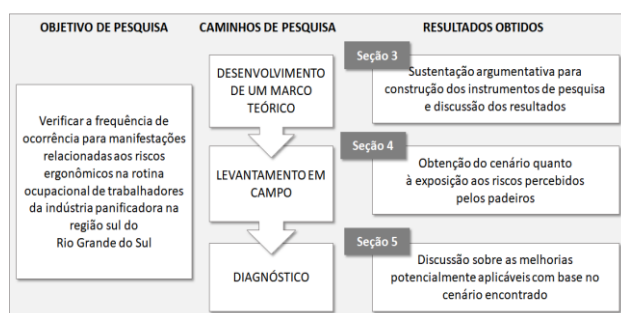 OBJETIVO DE PESQUISA
CAMINHOS DE PESQUISA
RESULTADOS OBTIDOS
Verificar a frequência de
ocorrência para manifestações
relacionadas aos riscos
ergonômicos na rotina
ocupacional de trabalhadores
da indústria panificadora na
região sul do
Rio Grande do Sul
DESENVOLVIMENTO
DE UM MARCO
TEÓRICO
LEVANTAMENTO EM
CAMPO
DIAGNÓSTICO
Seção 3
Sustentação argumentativa para
construção dos instrumentos de pesquisa
e discussão dos resultados
Seção 4
Obtenção do cenário quanto
à exposição aos riscos percebidos
pelos padeiros
Seção 5
Discussão sobre as melhorias
potencialmente aplicáveis com base no
cenário encontrado